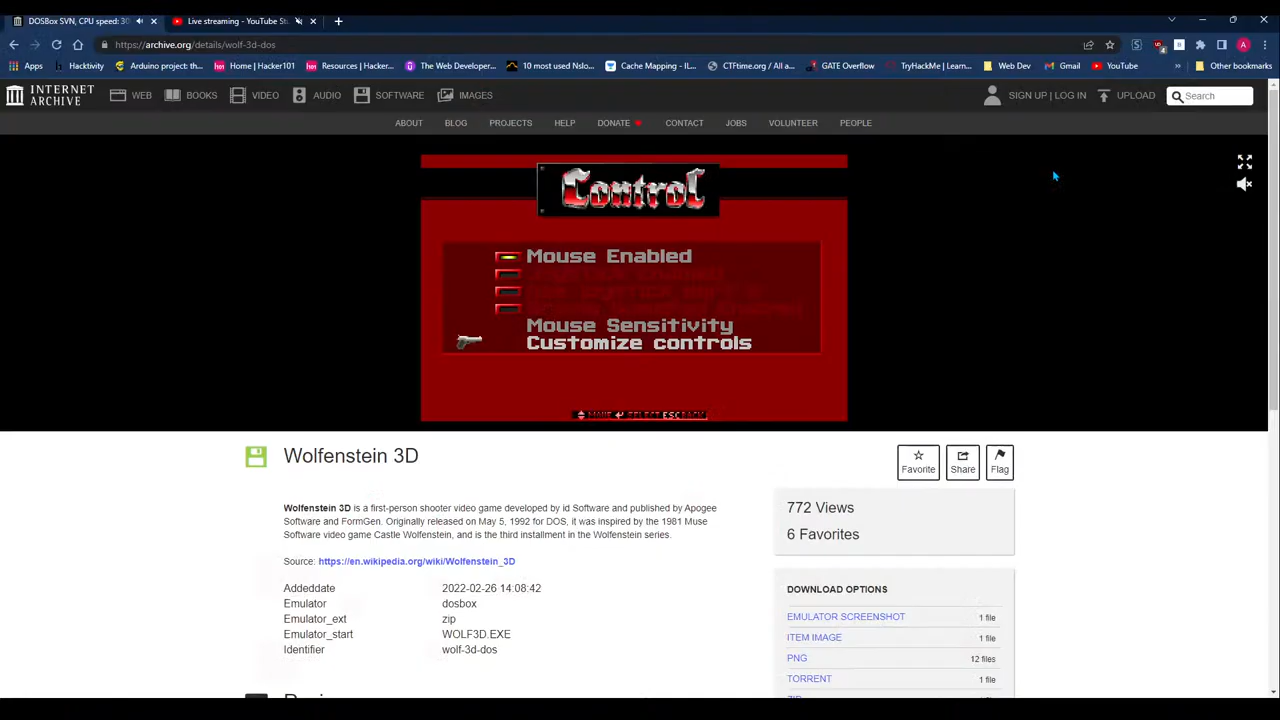 DOSBox SVN, CPU speed: 30
Live streaming - YouTube St
https://archive.org/details/wolf-3d-dos
A
Apps
Hacktivity
Arduino project: th...
Home | Hacker101
Resources | Hacker...
The Web Developer...
10 most used Nslo...
Cache Mapping - IL...
CTFtime.org / All a...
GATE Overflow
TryHackMe | Learn...
Web Dev
Gmail
YouTube
»
Other bookmarks
INTERNET ARCHIVE
WEB
BOOKS
VIDEO
AUDIO
SOFTWARE
IMAGES
SIGN UP | LOG IN
UPLOAD
Search
ABOUT
BLOG
PROJECTS
HELP
DONATE
CONTACT
JOBS
VOLUNTEER
PEOPLE
Control
Mouse Enabled
Mouse Sensitivity
Customize controls
MOVE SELECT ESC BACK
Wolfenstein 3D
Favorite
Share
Flag
Wolfenstein 3D is a first-person shooter video game developed by id Software and published by Apogee
Software and FormGen. Originally released on May 5, 1992 for DOS, it was inspired by the 1981 Muse
Software video game Castle Wolfenstein, and is the third installment in the Wolfenstein series.
Source: https://en.wikipedia.org/wiki/Wolfenstein_3D
Addeddate 2022-02-26 14:08:42
Emulator dosbox
Emulator_ext zip
Emulator_start WOLF3D.EXE
Identifier wolf-3d-dos
772 Views
6 Favorites
DOWNLOAD OPTIONS
EMULATOR SCREENSHOT 1 file
ITEM IMAGE 1 file
PNG 12 files
TORRENT 1 file